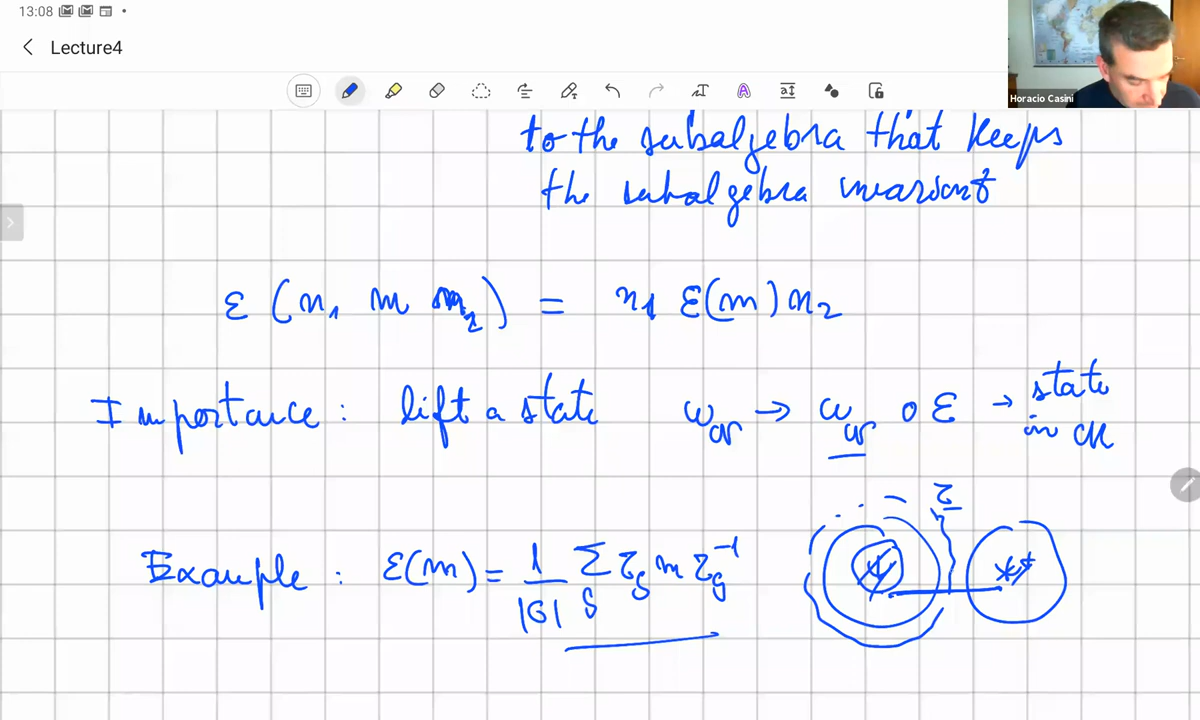 13:08
Lecture4
Horacio Casini
to the subalgebra that keeps
the subalgebra invariant
ε (n₁ m n₂) = n₁ ε(m) n₂
Importance: lift a state ω_𝒩 → ω_𝒩 ∘ ε → state in ℳ
Example: ε(m) = 1/|G| Σ_g τ_g m τ_g⁻¹
τ